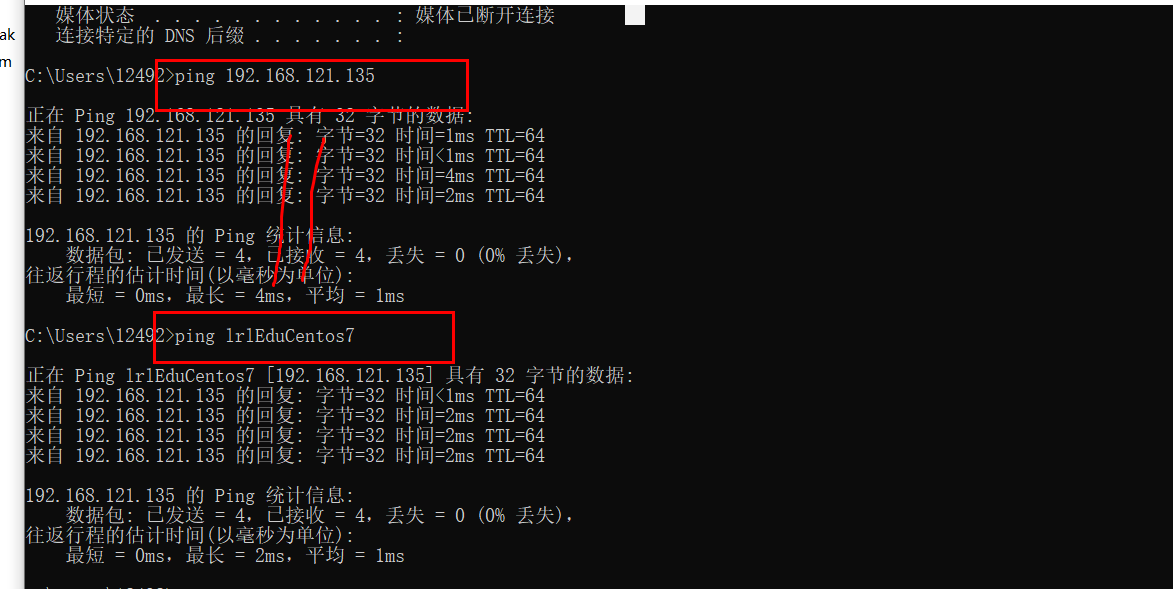 媒体状态  . . . . . . . . . . . . : 媒体已断开连接
连接特定的 DNS 后缀 . . . . . . . :
ak
m
C:\Users\12492>ping 192.168.121.135
正在 Ping 192.168.121.135 具有 32 字节的数据:
来自 192.168.121.135 的回复: 字节=32 时间=1ms TTL=64
来自 192.168.121.135 的回复: 字节=32 时间<1ms TTL=64
来自 192.168.121.135 的回复: 字节=32 时间=4ms TTL=64
来自 192.168.121.135 的回复: 字节=32 时间=2ms TTL=64
192.168.121.135 的 Ping 统计信息:
数据包: 已发送 = 4，已接收 = 4，丢失 = 0 (0% 丢失)，
往返行程的估计时间(以毫秒为单位):
最短 = 0ms，最长 = 4ms，平均 = 1ms
C:\Users\12492>ping lrlEduCentos7
正在 Ping lrlEduCentos7 [192.168.121.135] 具有 32 字节的数据:
来自 192.168.121.135 的回复: 字节=32 时间<1ms TTL=64
来自 192.168.121.135 的回复: 字节=32 时间=2ms TTL=64
来自 192.168.121.135 的回复: 字节=32 时间=2ms TTL=64
来自 192.168.121.135 的回复: 字节=32 时间=2ms TTL=64
192.168.121.135 的 Ping 统计信息:
数据包: 已发送 = 4，已接收 = 4，丢失 = 0 (0% 丢失)，
往返行程的估计时间(以毫秒为单位):
最短 = 0ms，最长 = 2ms，平均 = 1ms